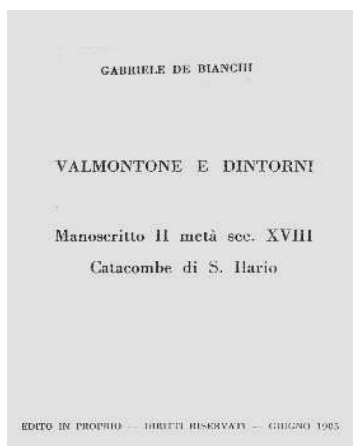 GABRIELE DE BIANCHI
VALMONTONE E DINTORNI
Manoscritto II metà sec. XVIII
Catacombe di S. Ilario
EDITO IN PROPRIO — DIRITTI RISERVATI — GIUGNO 1985